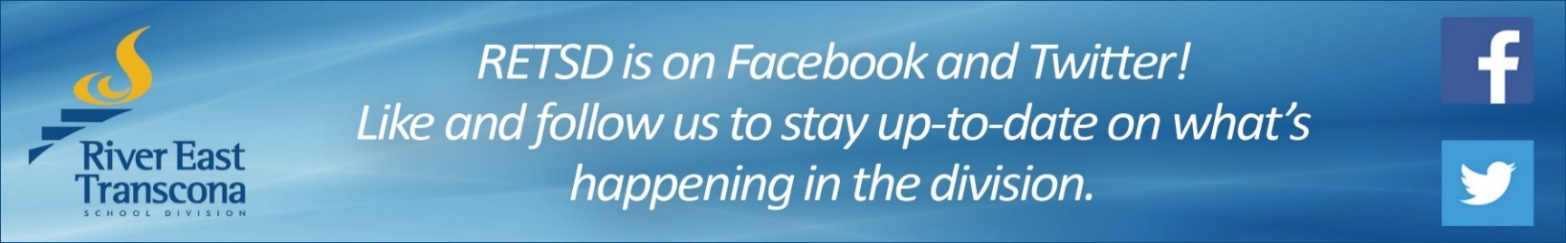 River East
Transcona
SCHOOL DIVISION
RETSD is on Facebook and Twitter!
Like and follow us to stay up-to-date on what's
happening in the division.
f